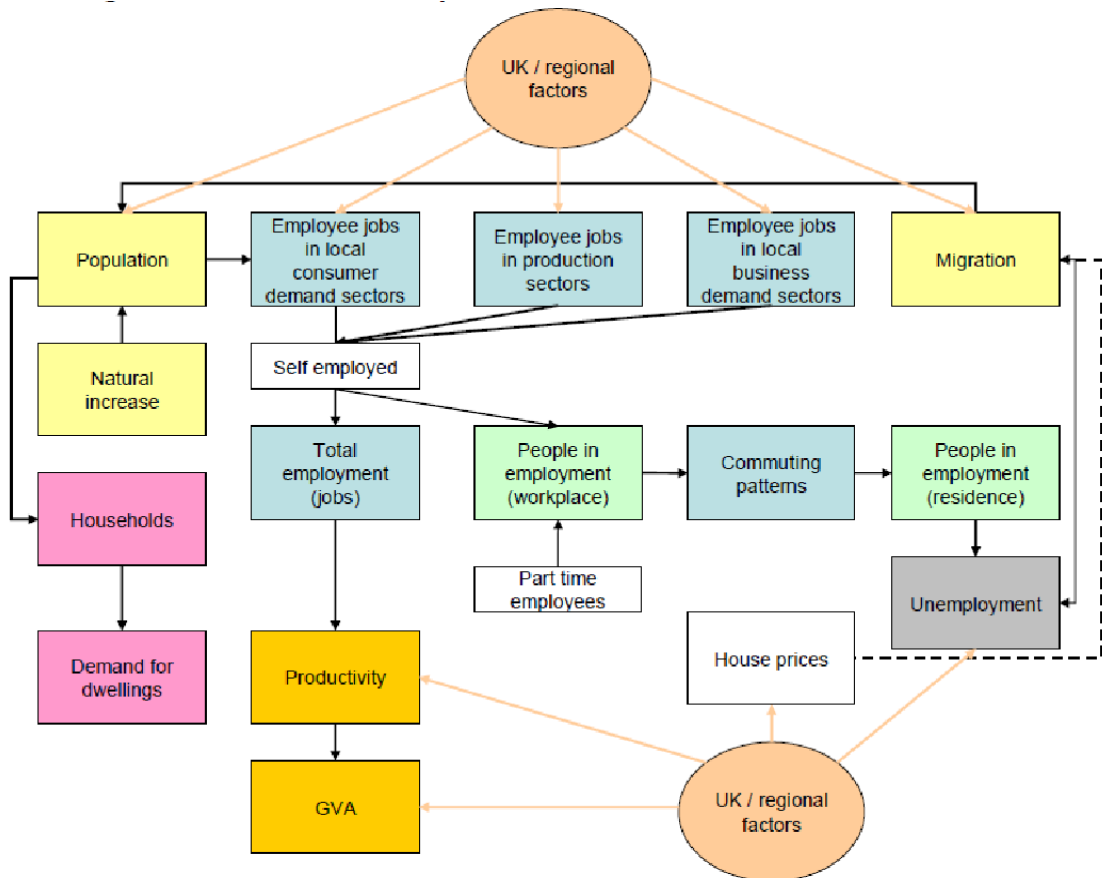 UK / regional
factors
Population
Employee jobs
in local
consumer
demand sectors
Employee jobs
in production
sectors
Employee jobs
in local
business
demand sectors
Migration
Natural
increase
Self employed
Total
employment
(jobs)
People in
employment
(workplace)
Commuting
patterns
People in
employment
(residence)
Households
Part time
employees
Unemployment
Demand for
dwellings
Productivity
House prices
GVA
UK / regional
factors